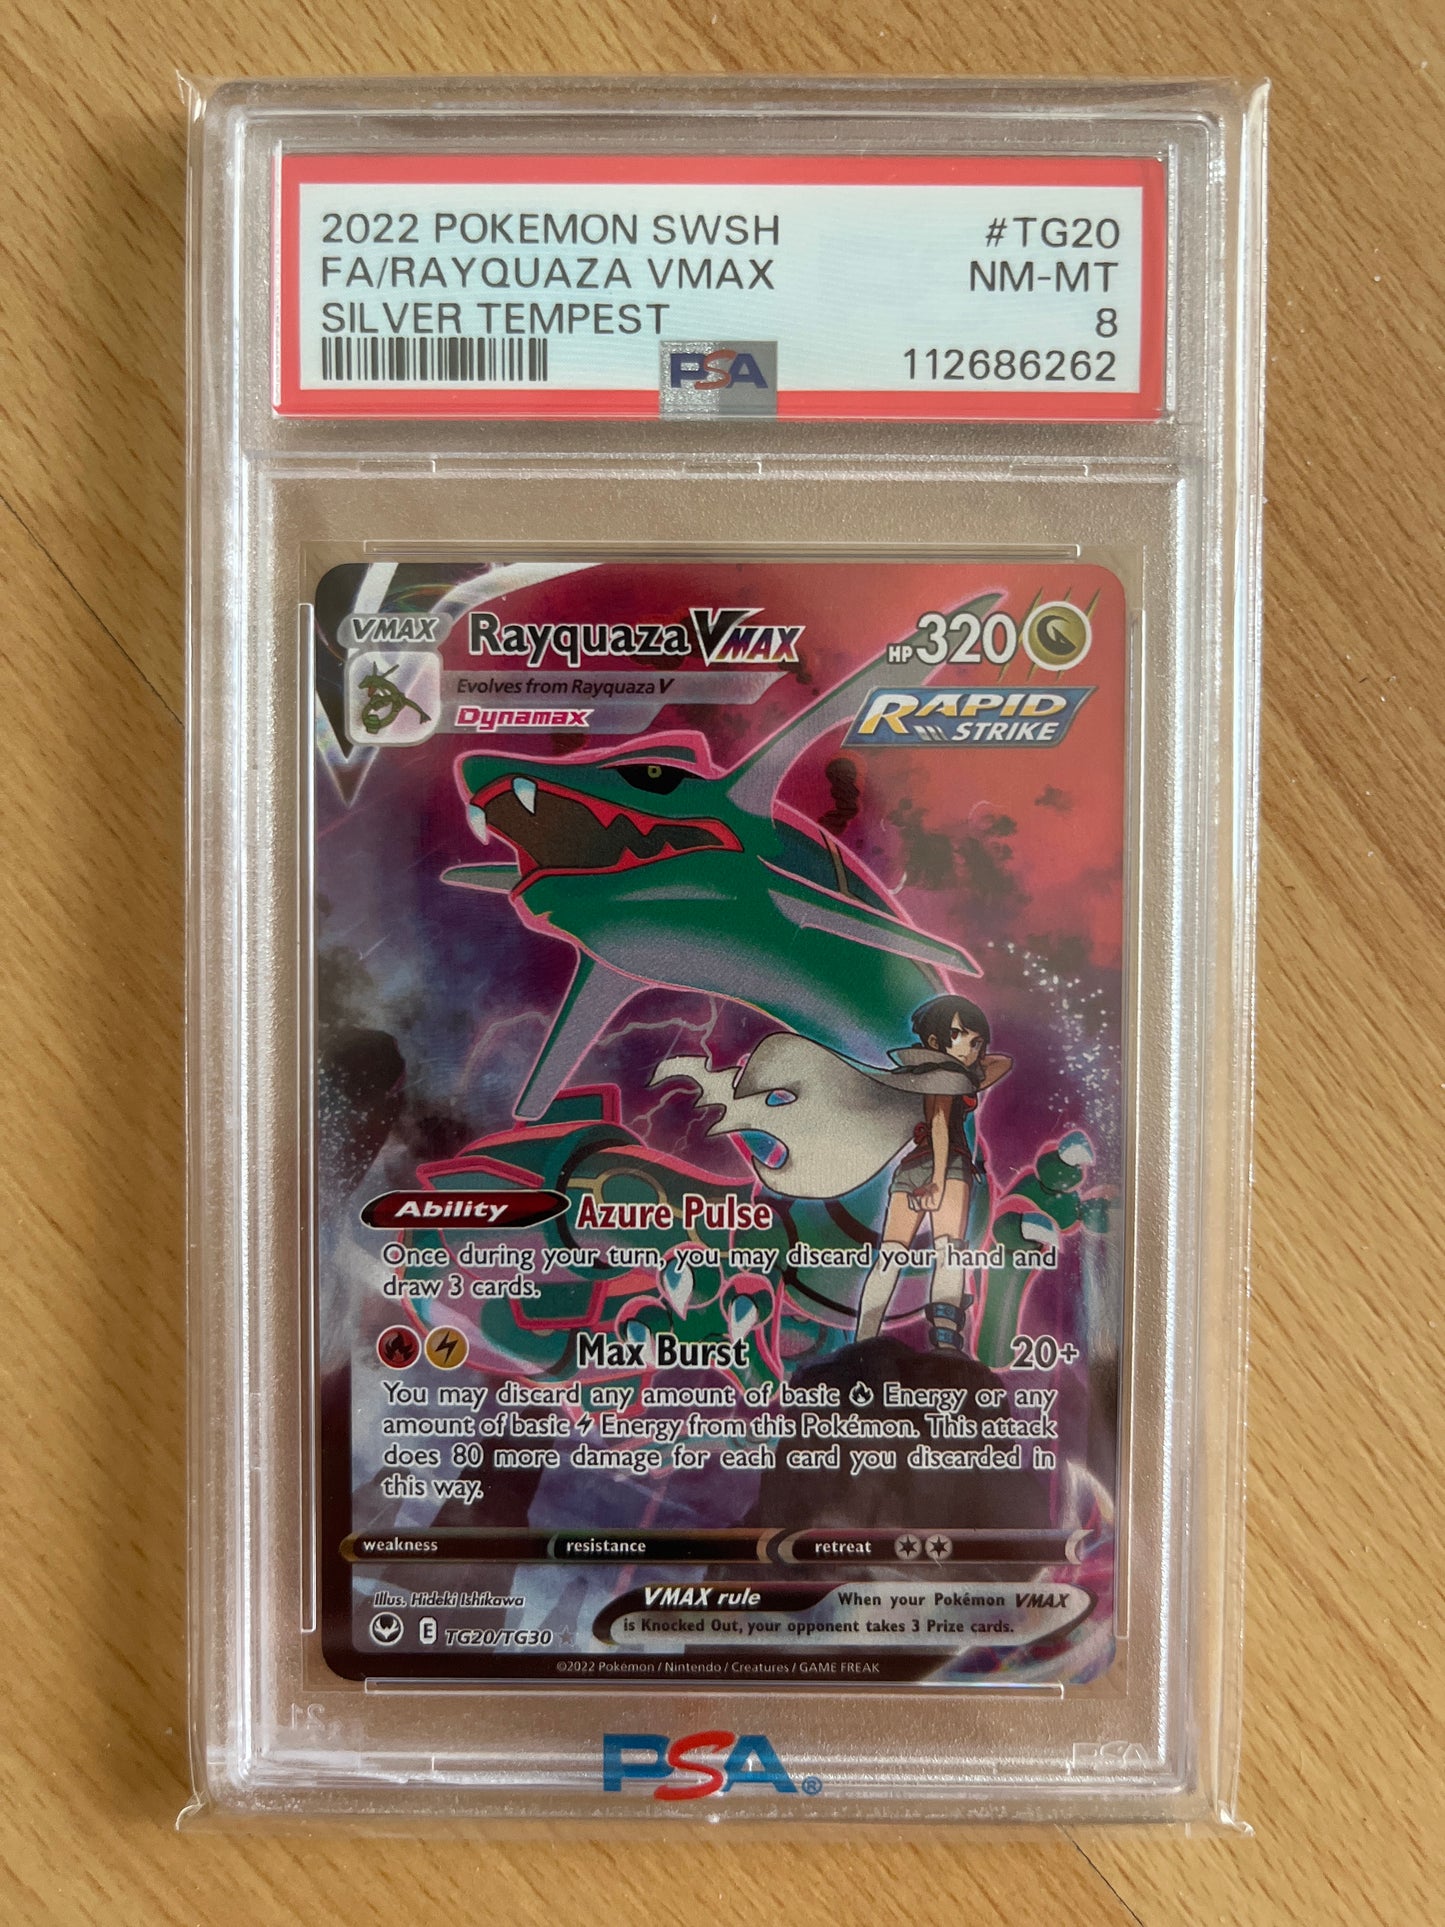 2022 POKEMON SWSH #TG20
FA/RAYQUAZA VMAX NM-MT
SILVER TEMPEST 8
PSA 112686262
VMAX Rayquaza VMAX HP 320
Evolves from Rayquaza V
Dynamax
RAPID
STRIKE
Ability Azure Pulse
Once during your turn, you may discard your hand and
draw 3 cards.
Max Burst 20+
You may discard any amount of basic Energy or any
amount of basic Energy from this Pokémon. This attack
does 80 more damage for each card you discarded in
this way.
weakness resistance retreat
Illus. Hideki Ishikawa
VMAX rule When your Pokémon VMAX
is Knocked Out, your opponent takes 3 Prize cards.
E TG20/TG30
©2022 Pokémon / Nintendo / Creatures / GAME FREAK
PSA®